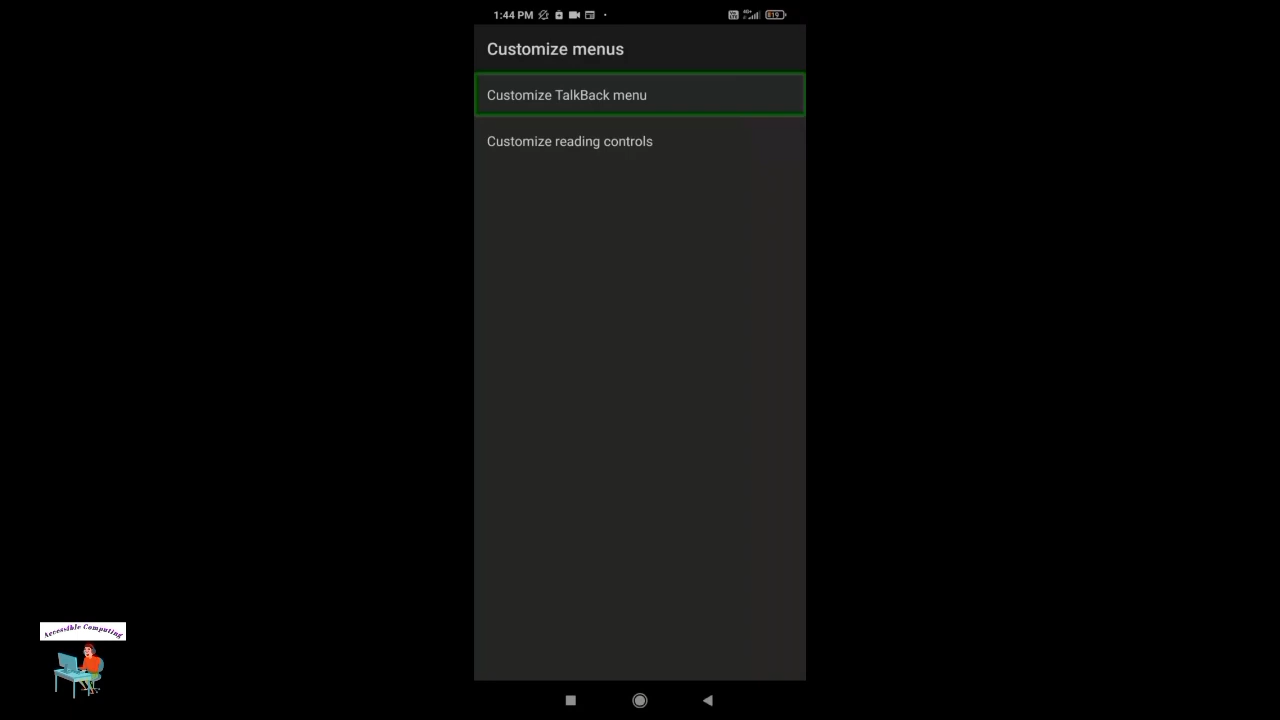 1:44 PM
Customize menus
Customize TalkBack menu
Customize reading controls
Accessible Computing